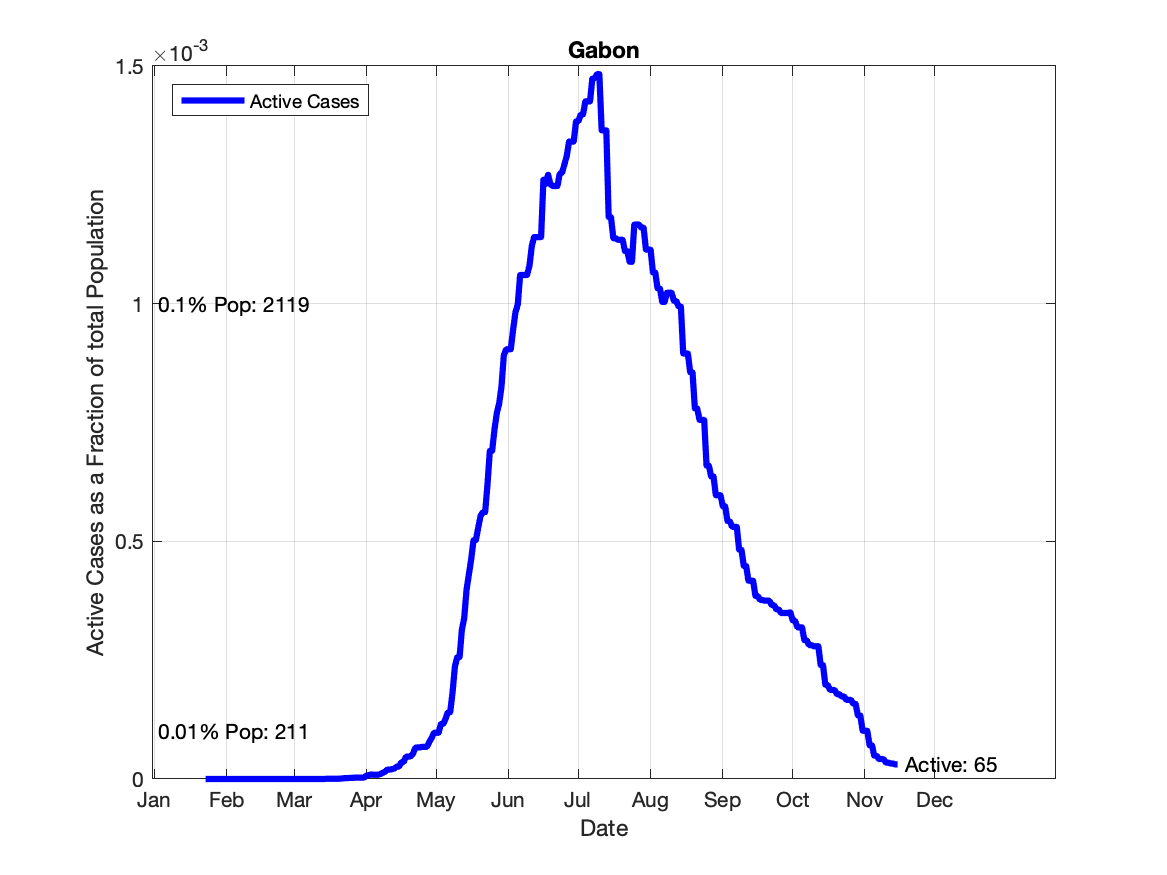 Gabon
×10-3
1.5
Active Cases
Active Cases as a Fraction of total Population
1
0.1% Pop: 2119
0.5
0.01% Pop: 211
Active: 65
0
Jan Feb Mar Apr May Jun Jul Aug Sep Oct Nov Dec
Date